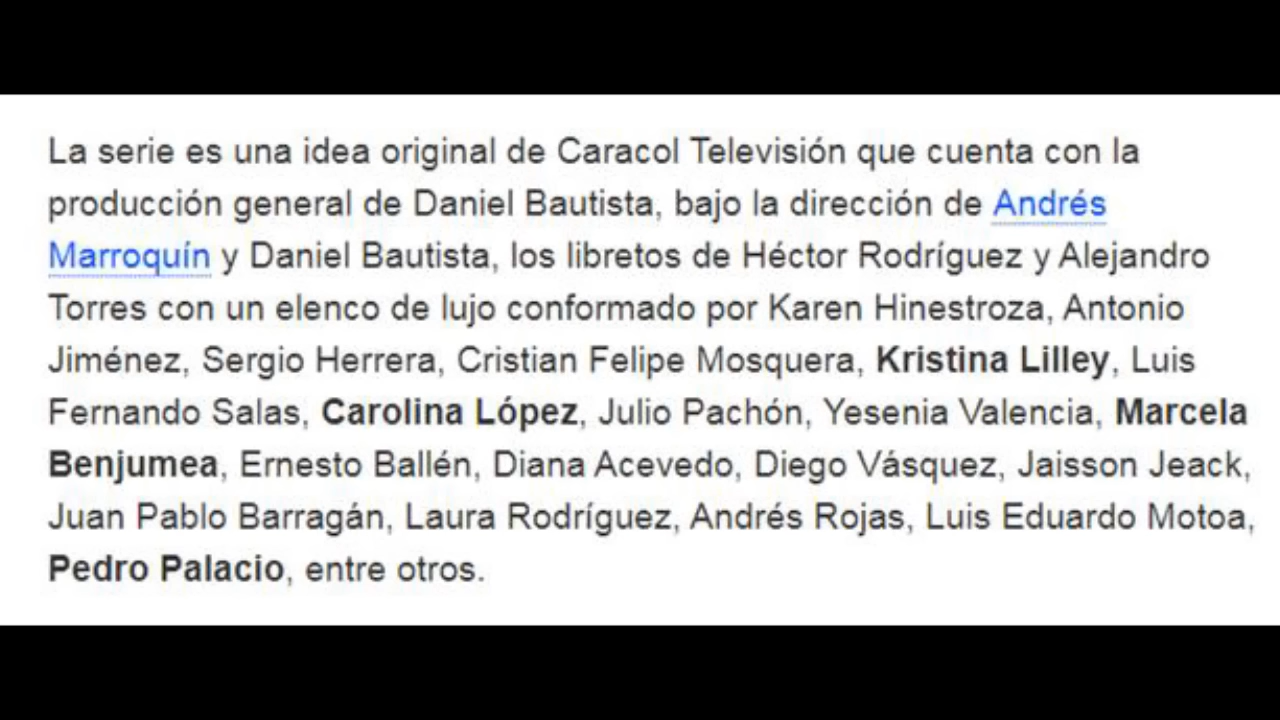 La serie es una idea original de Caracol Televisión que cuenta con la
producción general de Daniel Bautista, bajo la dirección de Andrés
Marroquín y Daniel Bautista, los libretos de Héctor Rodríguez y Alejandro
Torres con un elenco de lujo conformado por Karen Hinestroza, Antonio
Jiménez, Sergio Herrera, Cristian Felipe Mosquera, Kristina Lilley, Luis
Fernando Salas, Carolina López, Julio Pachón, Yesenia Valencia, Marcela
Benjumea, Ernesto Ballén, Diana Acevedo, Diego Vásquez, Jaisson Jeack,
Juan Pablo Barragán, Laura Rodríguez, Andrés Rojas, Luis Eduardo Motoa,
Pedro Palacio, entre otros.